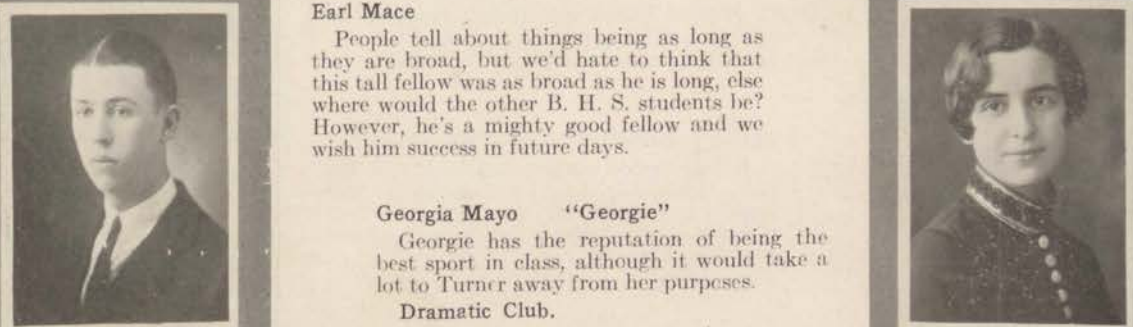 Earl Mace
People tell about things being as long as
they are broad, but we'd hate to think that
this tall fellow was as broad as he is long, else
where would the other B. H. S. students be?
However, he's a mighty good fellow and we
wish him success in future days.
Georgia Mayo "Georgie"
Georgie has the reputation of being the
best sport in class, although it would take a
lot to Turner away from her purposes.
Dramatic Club.